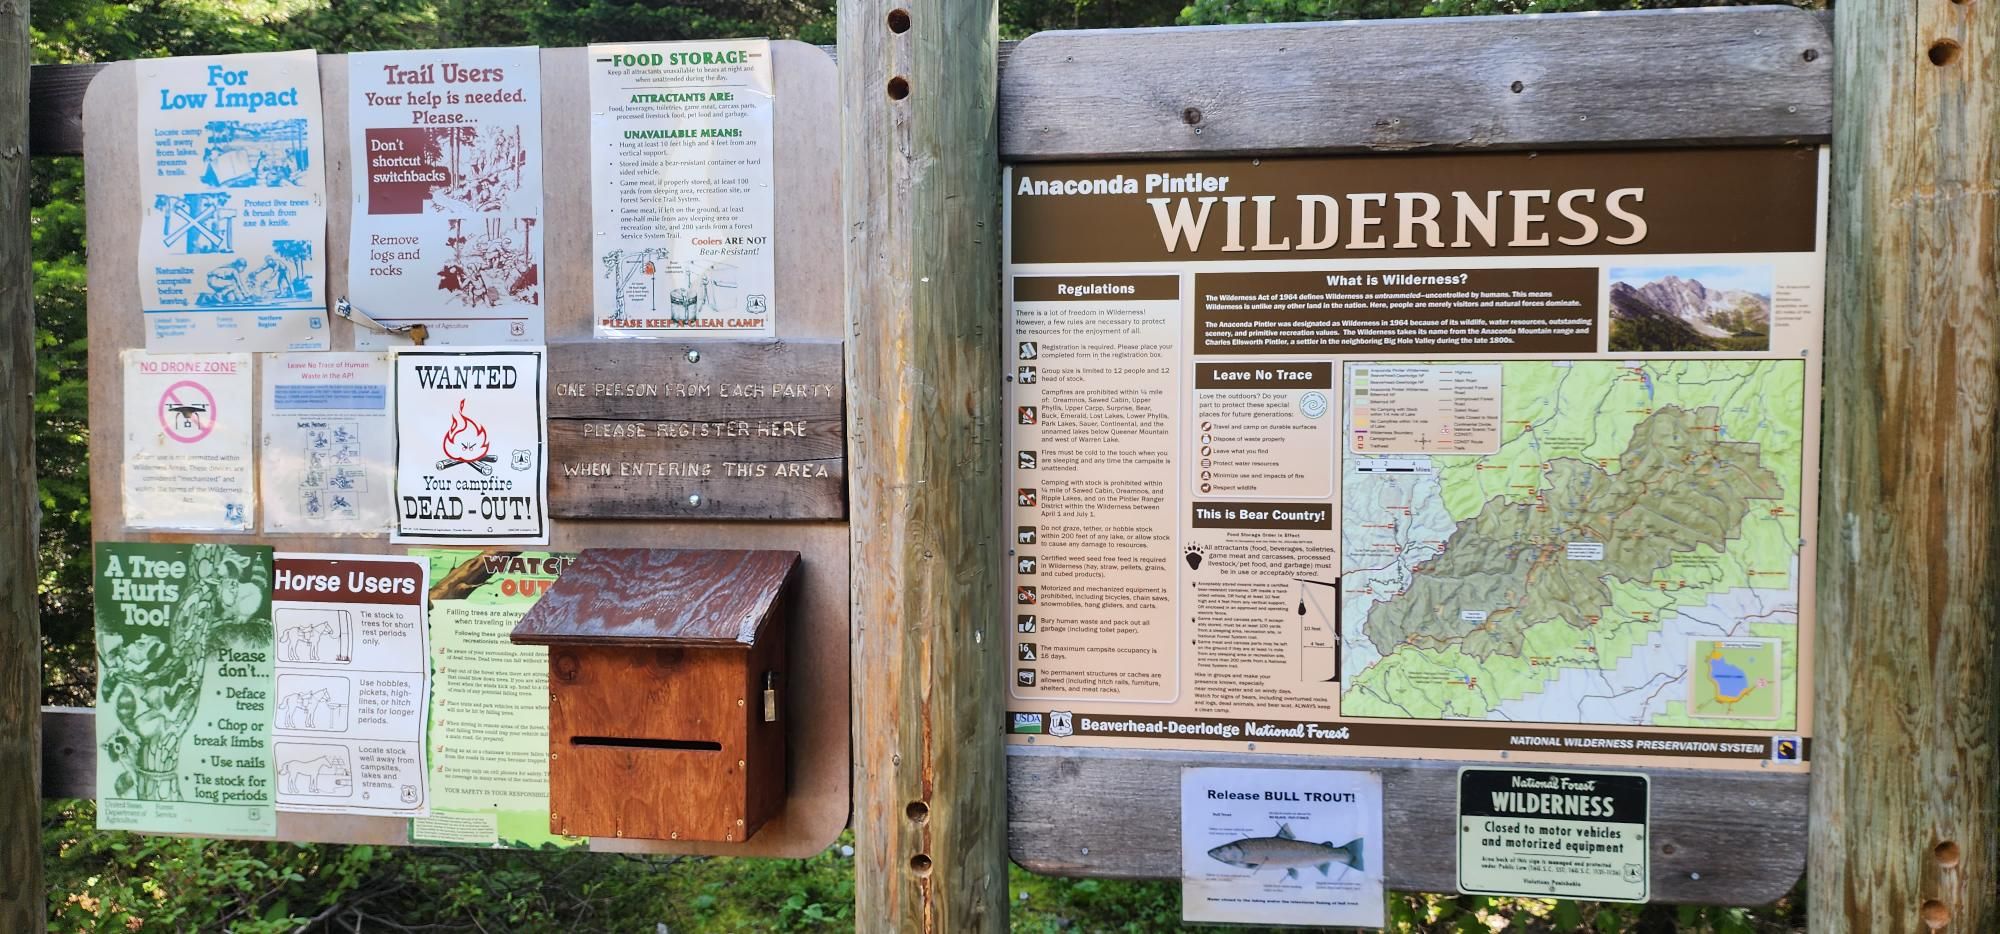 For
Low Impact
Locate camp
well away
from lakes,
streams
& trails.
Protect live trees
& brush from
axe & knife.
Naturalize
campsite
before
leaving.
United States
Department of
Agriculture
Forest
Service
Northern
Region
Trail Users
Your help is needed.
Please...
Don't
shortcut
switchbacks
Remove
logs and
rocks
of Agriculture
FOOD STORAGE
Keep all attractants unavailable to bears at night and
when unattended during the day.
ATTRACTANTS ARE:
Food, beverages, toiletries, game meat, carcass parts,
processed livestock food, pet food and garbage.
UNAVAILABLE MEANS:
• Hung at least 10 feet high and 4 feet from any
vertical support.
• Stored inside a bear-resistant container or hard
sided vehicle.
• Game meat, if properly stored, at least 100
yards from sleeping area, recreation site, or
Forest Service Trail System.
• Game meat, if left on the ground, at least
one-half mile from any sleeping area or
recreation site, and 200 yards from a Forest
Service System Trail.
Coolers ARE NOT
Bear-Resistant!
PLEASE KEEP A CLEAN CAMP!
NO DRONE ZONE
Drone use is not permitted within
Wilderness Areas. These devices are
considered "mechanized" and
violate the terms of the Wilderness
Act.
Leave No Trace of Human
Waste in the AP!
WANTED
Your campfire
DEAD-OUT!
ONE PERSON FROM EACH PARTY
PLEASE REGISTER HERE
WHEN ENTERING THIS AREA
A Tree
Hurts
Too!
Please
don't...
• Deface
trees
• Chop or
break limbs
• Use nails
• Tie stock for
long periods
United States
Department of
Agriculture
Forest
Service
Horse Users
Tie stock to
trees for short
rest periods
only.
Use hobbles,
pickets, high-
lines, or hitch
rails for longer
periods.
Locate stock
well away from
campsites,
lakes and
streams.
WATCH
OUT
Falling trees are always
when traveling in th
Following these guid
recreationists
YOUR SAFETY IS YOUR RESPONSIBIL
Anaconda Pintler
WILDERNESS
Regulations
There is a lot of freedom in Wilderness!
However, a few rules are necessary to protect
the resources for the enjoyment of all.
Registration is required. Please place your
completed form in the registration box.
Group size is limited to 12 people and 12
head of stock.
Campfires are prohibited within ¼ mile
of: Oreamnos, Sawed Cabin, Upper
Phyllis, Upper Carpp, Surprise, Bear,
Buck, Emerald, Lost Lakes, Lower Phyllis,
Park Lakes, Sauer, Continental, and the
unnamed lakes below Queener Mountain
and west of Warren Lake.
Fires must be cold to the touch when you
are sleeping and any time the campsite is
unattended.
Camping with stock is prohibited within
¼ mile of Sawed Cabin, Oreamnos, and
Ripple Lakes, and on the Pintler Ranger
District within the Wilderness between
April 1 and July 1.
Do not graze, tether, or hobble stock
within 200 feet of any lake, or allow stock
to cause any damage to resources.
Certified weed seed free feed is required
in Wilderness (hay, straw, pellets, grains,
and cubed products).
Motorized and mechanized equipment is
prohibited, including bicycles, chain saws,
snowmobiles, hang gliders, and carts.
Bury human waste and pack out all
garbage (including toilet paper).
16
The maximum campsite occupancy is
16 days.
No permanent structures or caches are
allowed (including hitch rails, furniture,
shelters, and meat racks).
What is Wilderness?
The Wilderness Act of 1964 defines Wilderness as untrammeled—uncontrolled by humans. This means
Wilderness is unlike any other land in the nation. Here, people are merely visitors and natural forces dominate.
The Anaconda Pintler was designated as Wilderness in 1964 because of its wildlife, water resources, outstanding
scenery, and primitive recreation values. The Wilderness takes its name from the Anaconda Mountain range and
Charles Ellsworth Pintler, a settler in the neighboring Big Hole Valley during the late 1800s.
Leave No Trace
Love the outdoors? Do your
part to protect these special
places for future generations:
Travel and camp on durable surfaces
Dispose of waste properly
Leave what you find
Protect water resources
Minimize use and impacts of fire
Respect wildlife
This is Bear Country!
Food Storage Order in Effect
All attractants (food, beverages, toiletries,
game meat and carcasses, processed
livestock/pet food, and garbage) must
be in use or acceptably stored.
10 feet
4 feet
Hike in groups and make your
presence known, especially
near moving water and on windy days.
Watch for signs of bears, including overturned rocks
and logs, dead animals, and bear scat. ALWAYS keep
a clean camp.
USDA
Beaverhead-Deerlodge National Forest
NATIONAL WILDERNESS PRESERVATION SYSTEM
Release BULL TROUT!
National Forest
WILDERNESS
Closed to motor vehicles
and motorized equipment
Area back of this sign is managed and protected
Violations Punishable